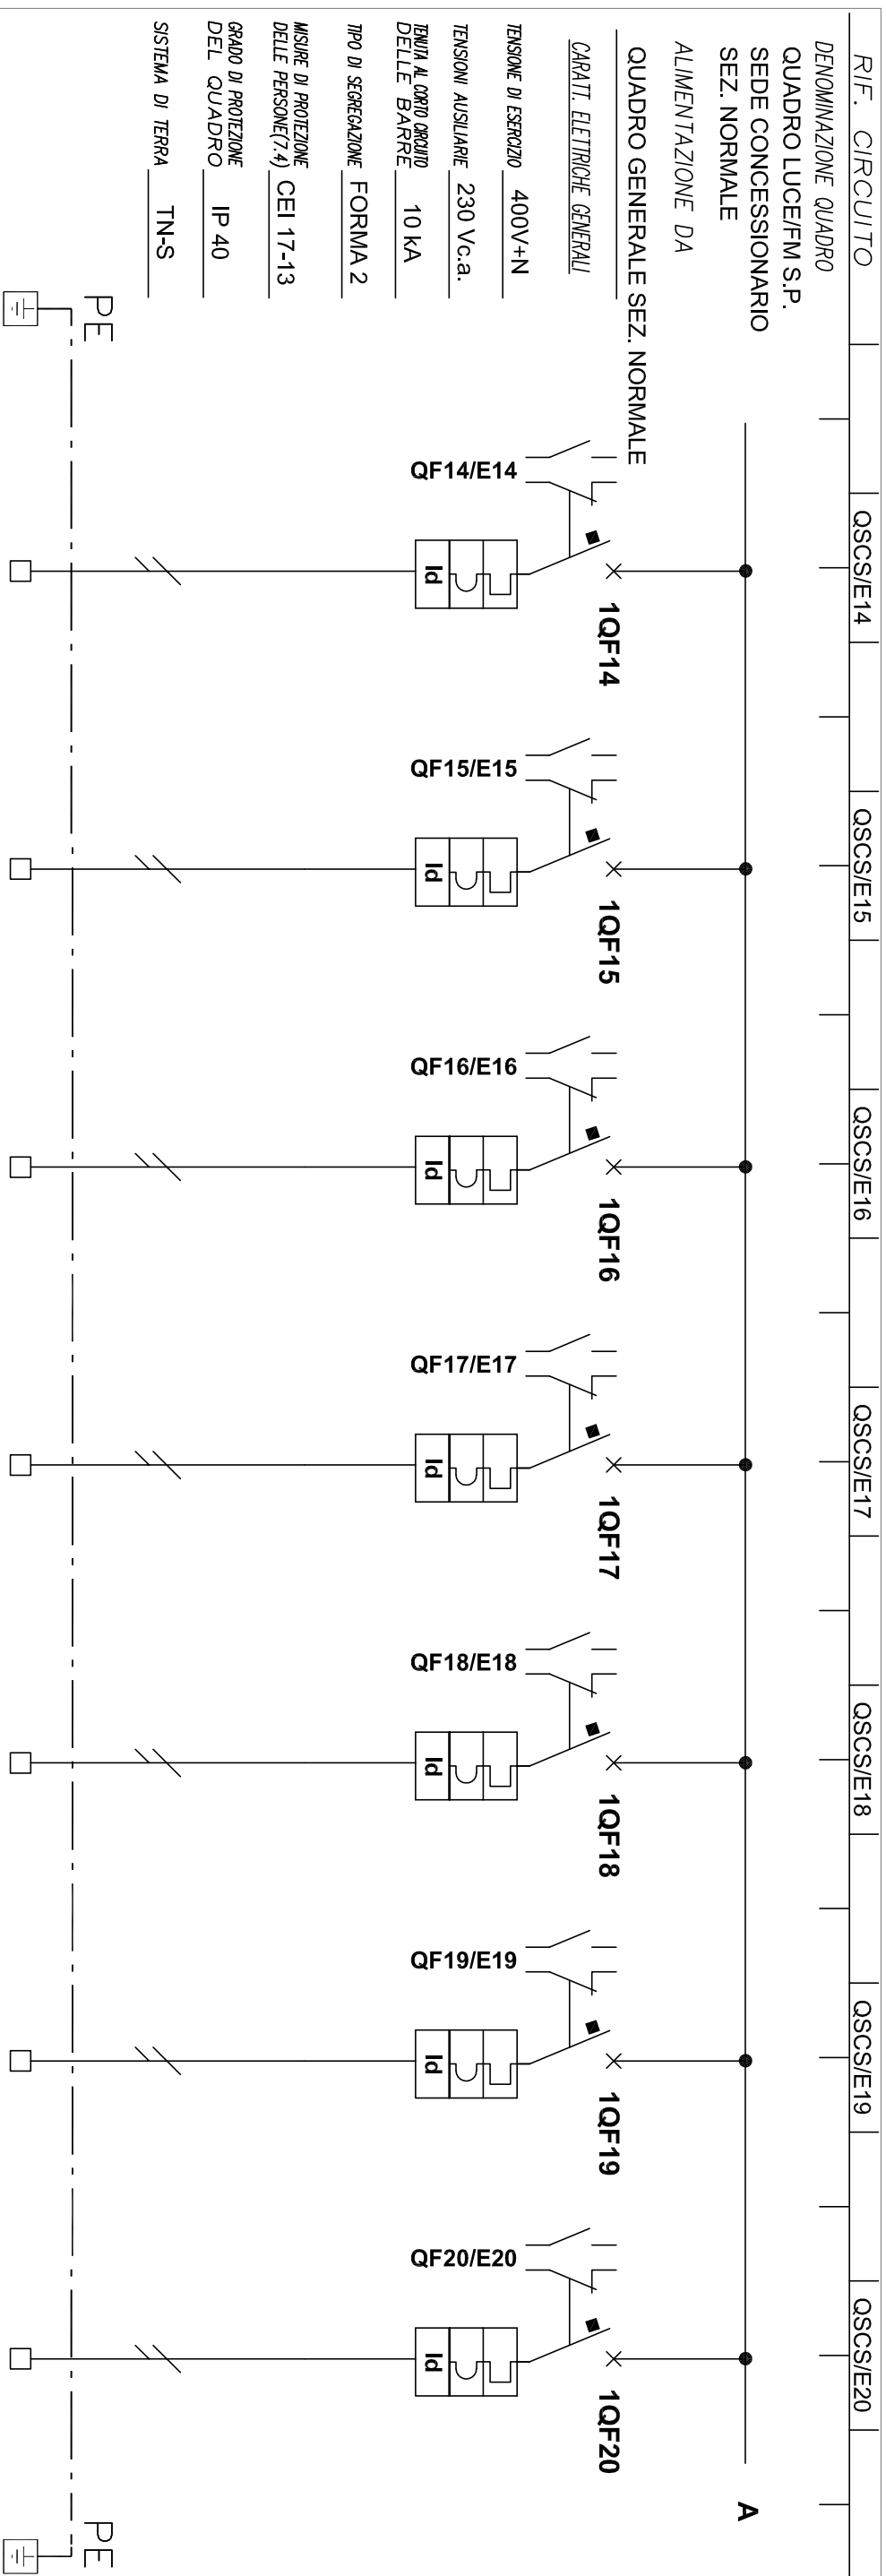 RIF. CIRCUITO
QSCS/E14
QSCS/E15
QSCS/E16
QSCS/E17
QSCS/E18
QSCS/E19
QSCS/E20
DENOMINAZIONE QUADRO
QUADRO LUCE/FM S.P.
SEDE CONCESSIONARIO
SEZ. NORMALE
A
ALIMENTAZIONE DA
QUADRO GENERALE SEZ. NORMALE
CARATT. ELETTRICHE GENERALI
1QF14
1QF15
1QF16
1QF17
1QF18
1QF19
1QF20
TENSIONE DI ESERCIZIO
400V+N
TENSIONI AUSILIARIE
230 Vc.a.
QF14/E14
QF15/E15
QF16/E16
QF17/E17
QF18/E18
QF19/E19
QF20/E20
Id
Id
Id
Id
Id
Id
Id
TENUTA AL CORTO CIRCUITO
DELLE BARRE
10 kA
TIPO DI SEGREGAZIONE
FORMA 2
MISURE DI PROTEZIONE
DELLE PERSONE(7.4)
CEI 17-13
GRADO DI PROTEZIONE
DEL QUADRO
IP 40
SISTEMA DI TERRA
TN-S
PE
PE